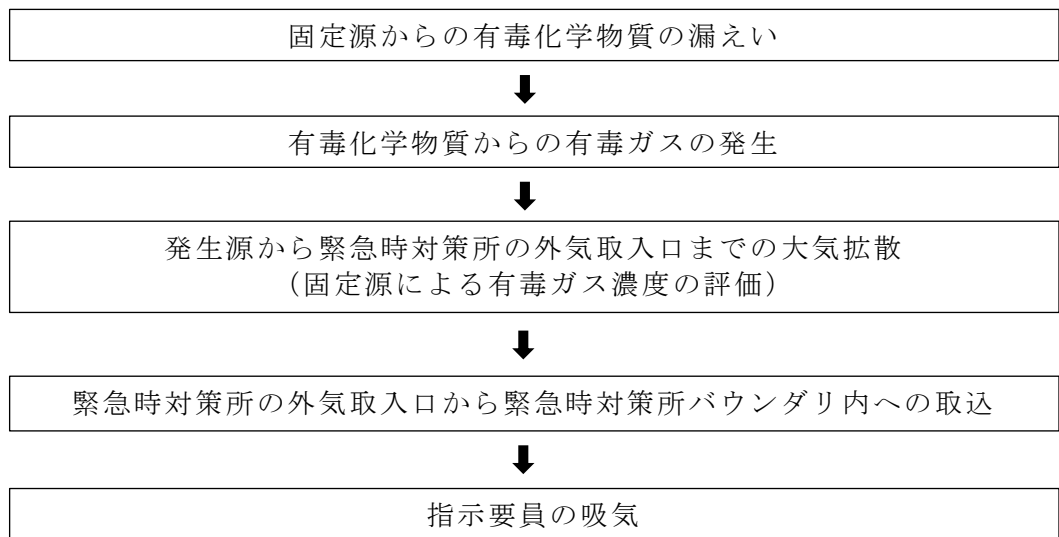 固定源からの有毒化学物質の漏えい
有毒化学物質からの有毒ガスの発生
発生源から緊急時対策所の外気取入口までの大気拡散
（固定源による有毒ガス濃度の評価）
緊急時対策所の外気取入口から緊急時対策所バウンダリ内への取込
指示要員の吸気